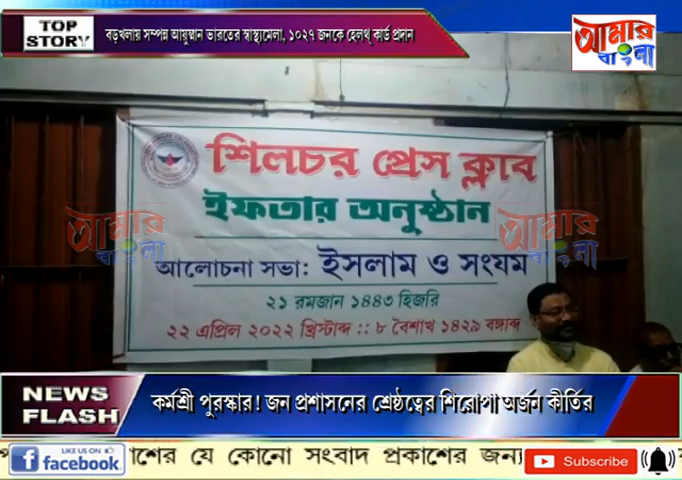 TOP
STORY
বড়খলায় সম্পন্ন আয়ুষ্মান ভারতের স্বাস্থ্যমেলা, ১০২৭ জনকে হেলথ্ কার্ড প্রদান
আমার
বাংলা
শিলচর প্রেস ক্লাব
ইফতার অনুষ্ঠান
আমার
বাংলা
আমার
বাংলা
আলোচনা সভা: ইসলাম ও সংযম
২১ রমজান ১৪৪৩ হিজরি
২২ এপ্রিল ২০২২ খ্রিস্টাব্দ :: ৮ বৈশাখ ১৪২৯ বঙ্গাব্দ
NEWS
FLASH
কর্মশ্রী পুরস্কার! জন প্রশাসনের শ্রেষ্ঠত্বের শিরোপা অর্জন কীর্তির
LIKE US ON
facebook
শের যে কোনো সংবাদ প্রকাশের জন্য
Subscribe